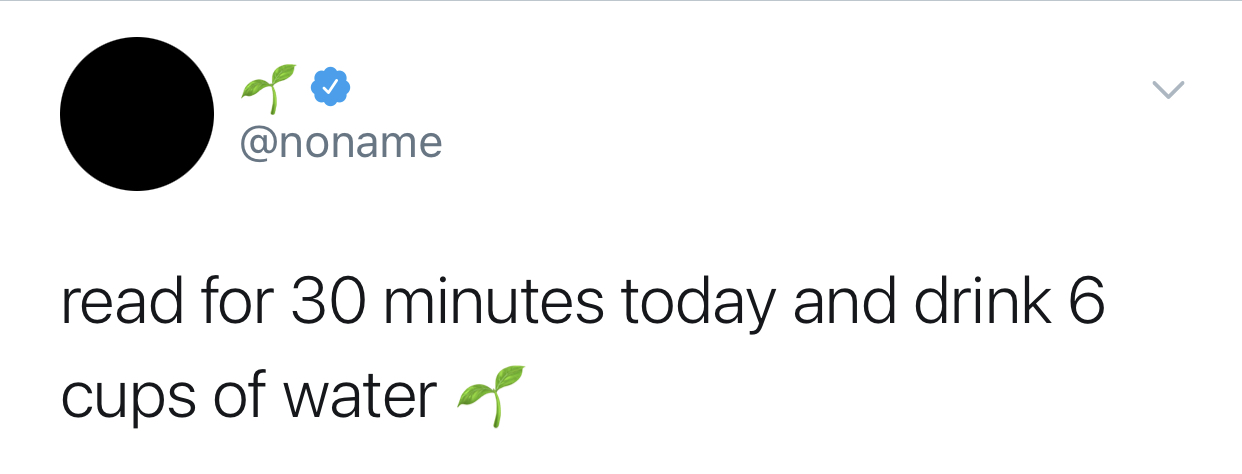 🌱
@noname
read for 30 minutes today and drink 6
cups of water 🌱